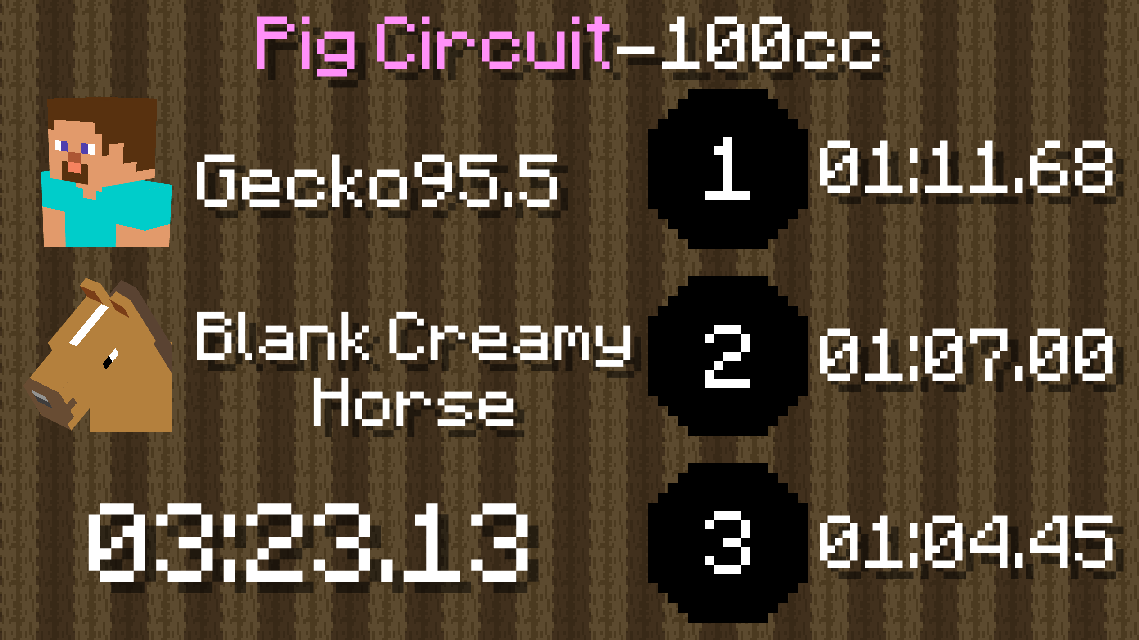 Pig Circuit-100cc
Gecko95.5
Blank Creamy
Horse
03:23.13
1 01:11.68
2 01:07.00
3 01:04.45